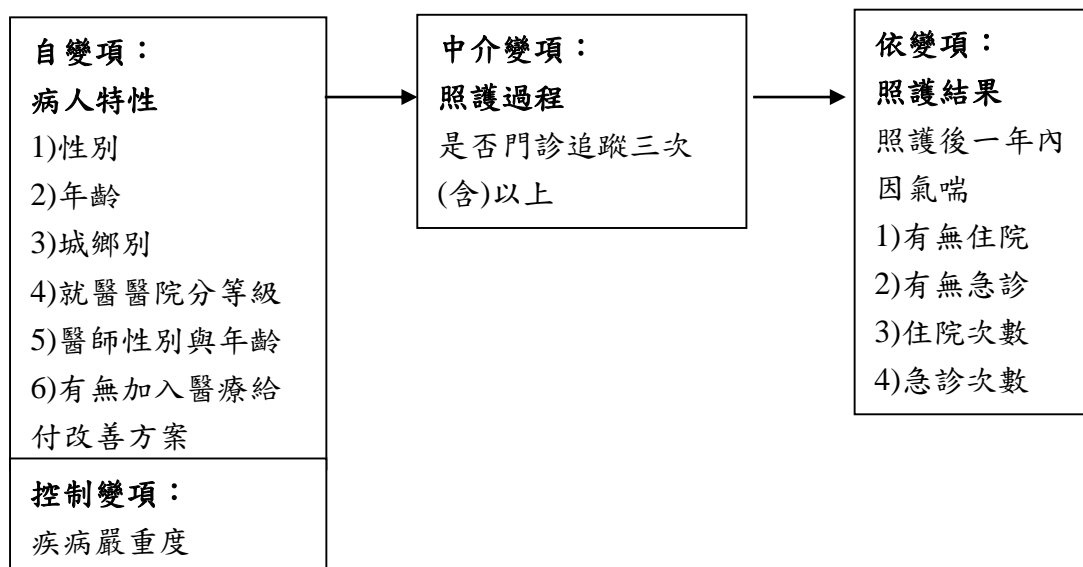 自變項：
病人特性
1)性別
2)年齡
3)城鄉別
4)就醫醫院分等級
5)醫師性別與年齡
6)有無加入醫療給
付改善方案
控制變項：
疾病嚴重度
中介變項：
照護過程
是否門診追蹤三次
(含)以上
依變項：
照護結果
照護後一年內
因氣喘
1)有無住院
2)有無急診
3)住院次數
4)急診次數